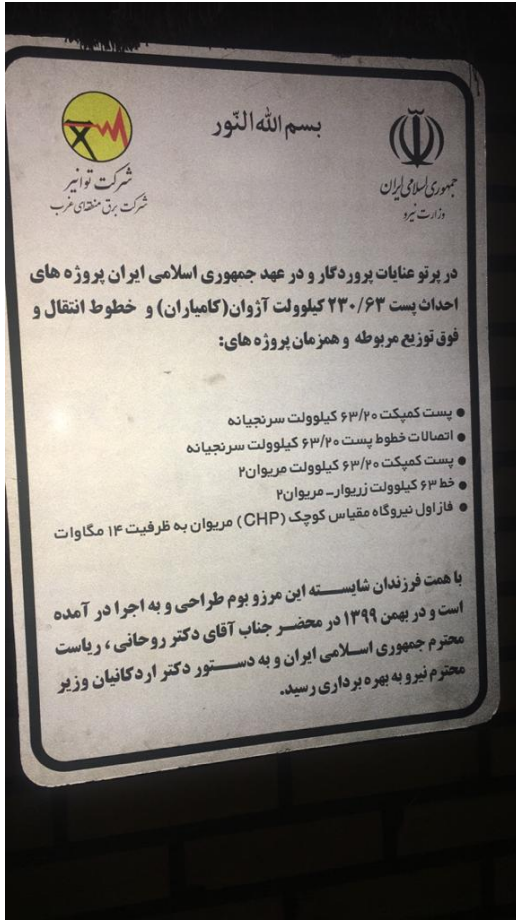 بسم الله النّور
جمهوری اسلامی ایران
وزارت نیرو
شرکت توانیر
شرکت برق منطقه‌ای غرب
در پرتو عنایات پروردگار و در عهد جمهوری اسلامی ایران پروژه های
احداث پست ۲۳۰/۶۳ کیلوولت آژوان(کامیاران) و خطوط انتقال و
فوق توزیع مربوطه و همزمان پروژه های:
● پست کمپکت ۶۳/۲۰ کیلوولت سرنجیانه
● اتصالات خطوط پست ۶۳/۲۰ کیلوولت سرنجیانه
● پست کمپکت ۶۳/۲۰ کیلوولت مریوان۲
● خط ۶۳ کیلوولت زریوار_ مریوان۲
● فاز اول نیروگاه مقیاس کوچک (CHP) مریوان به ظرفیت ۱۴ مگاوات
با همت فرزندان شایسته این مرز و بوم طراحی و به اجرا در آمده
است و در بهمن ۱۳۹۹ در محضر جناب آقای دکتر روحانی ، ریاست
محترم جمهوری اسلامی ایران و به دستور دکتر اردکانیان وزیر
محترم نیرو به بهره برداری رسید.